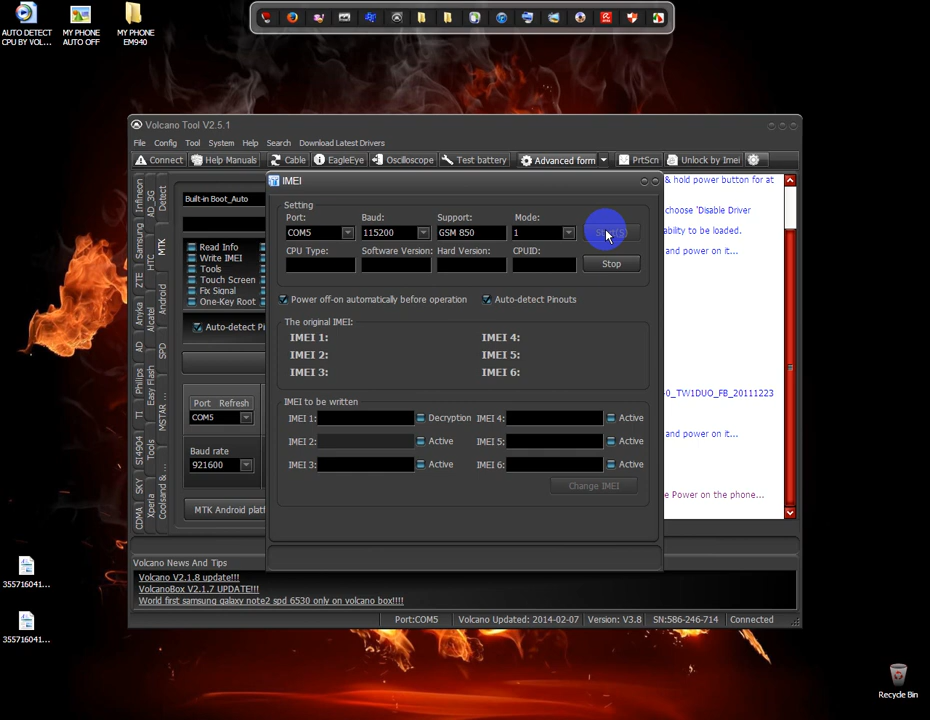 AUTO DETECT
CPU BY VOL...
MY PHONE
AUTO OFF
MY PHONE
EM940
Volcano Tool V2.5.1
File Config Tool System Help Search Download Latest Drivers
Connect Help Manuals Cable EagleEye Oscilloscope Test battery Advanced form PrtScn Unlock by Imei
Infineon
Samsung
ZTE
Anyka
AD
Philips
TI
SI4904
SKY
CDMA
AD_3G
HTC
Alcatel
Easy Flash
Tools
Xperia
Detect
MTK
Android
SPD
MSTAR ...
Coolsand & ...
Built-in Boot_Auto
Read Info
Write IMEI
Tools
Touch Screen
Fix Signal
One-Key Root
Auto-detect Pi
Port Refresh
COM5
Baud rate
921600
MTK Android platf
IMEI
Setting
Port: Baud: Support: Mode:
COM5 115200 GSM 850 1
CPU Type: Software Version: Hard Version: CPUID:
Stop
Power off-on automatically before operation Auto-detect Pinouts
The original IMEI:
IMEI 1: IMEI 4:
IMEI 2: IMEI 5:
IMEI 3: IMEI 6:
IMEI to be written
IMEI 1: Decryption IMEI 4: Active
IMEI 2: Active IMEI 5: Active
IMEI 3: Active IMEI 6: Active
Change IMEI
& hold power button for at
choose 'Disable Driver
ability to be loaded.
and power on it...
0_TW1DUO_FB_20111223
and power on it...
e Power on the phone...
Volcano News And Tips
Volcano V2.1.8 update!!!
VolcanoBox V2.1.7 UPDATE!!!
World first samsung galaxy note2 spd 6530 only on volcano box!!!!
Port:COM5 Volcano Updated: 2014-02-07 Version: V3.8 SN:586-246-714 Connected
355716041...
355716041...
Recycle Bin